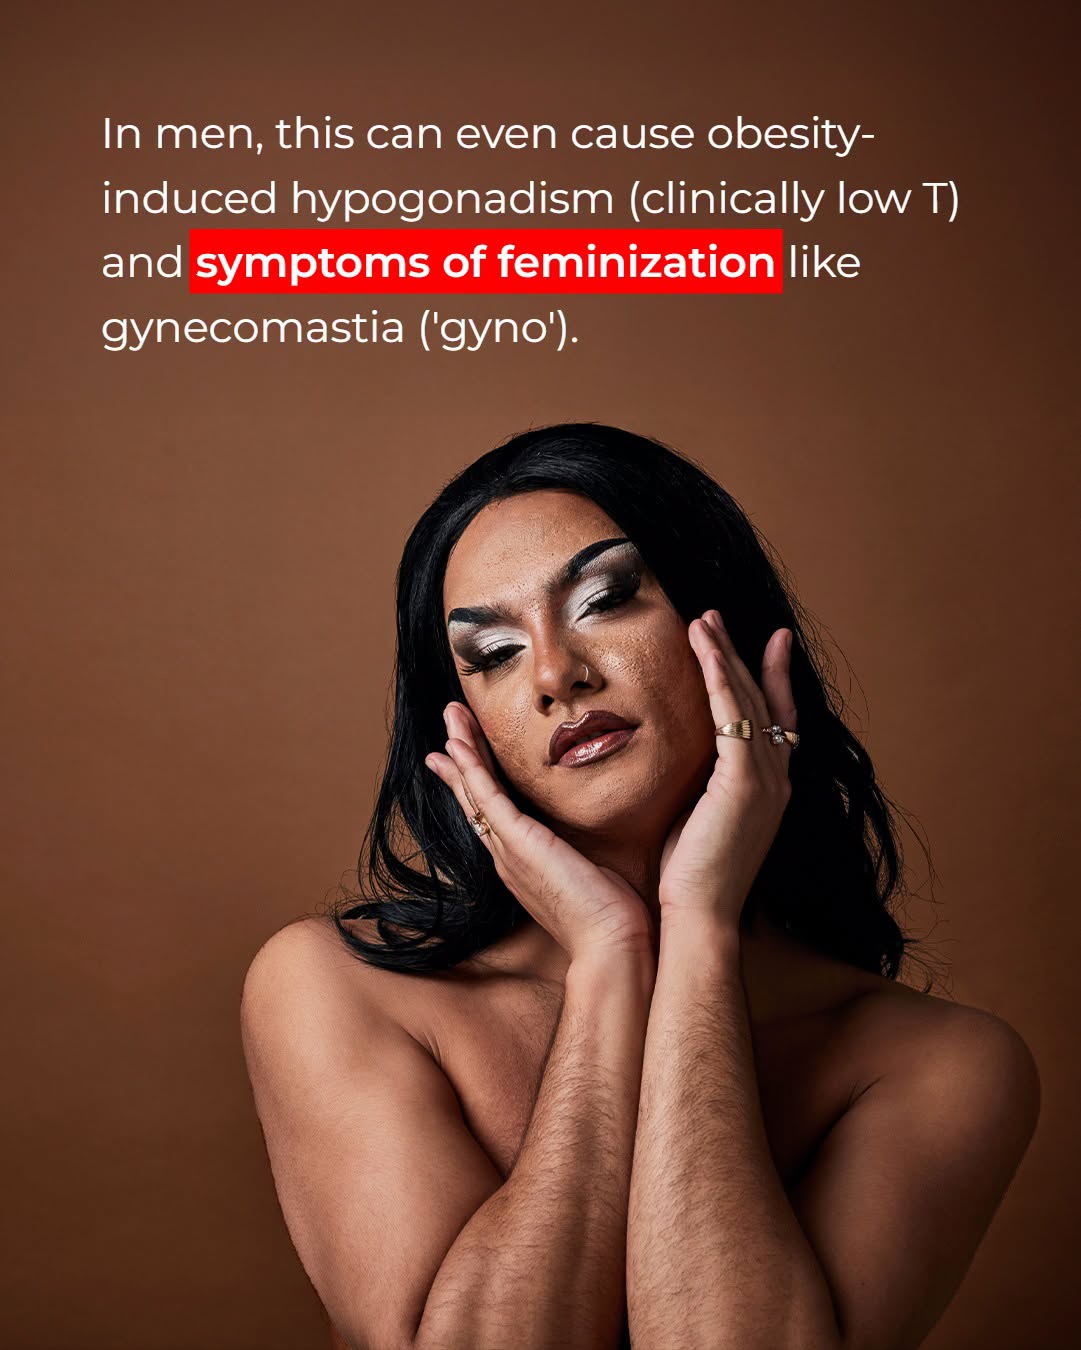 In men, this can even cause obesity-
induced hypogonadism (clinically low T)
and symptoms of feminization like
gynecomastia ('gyno').